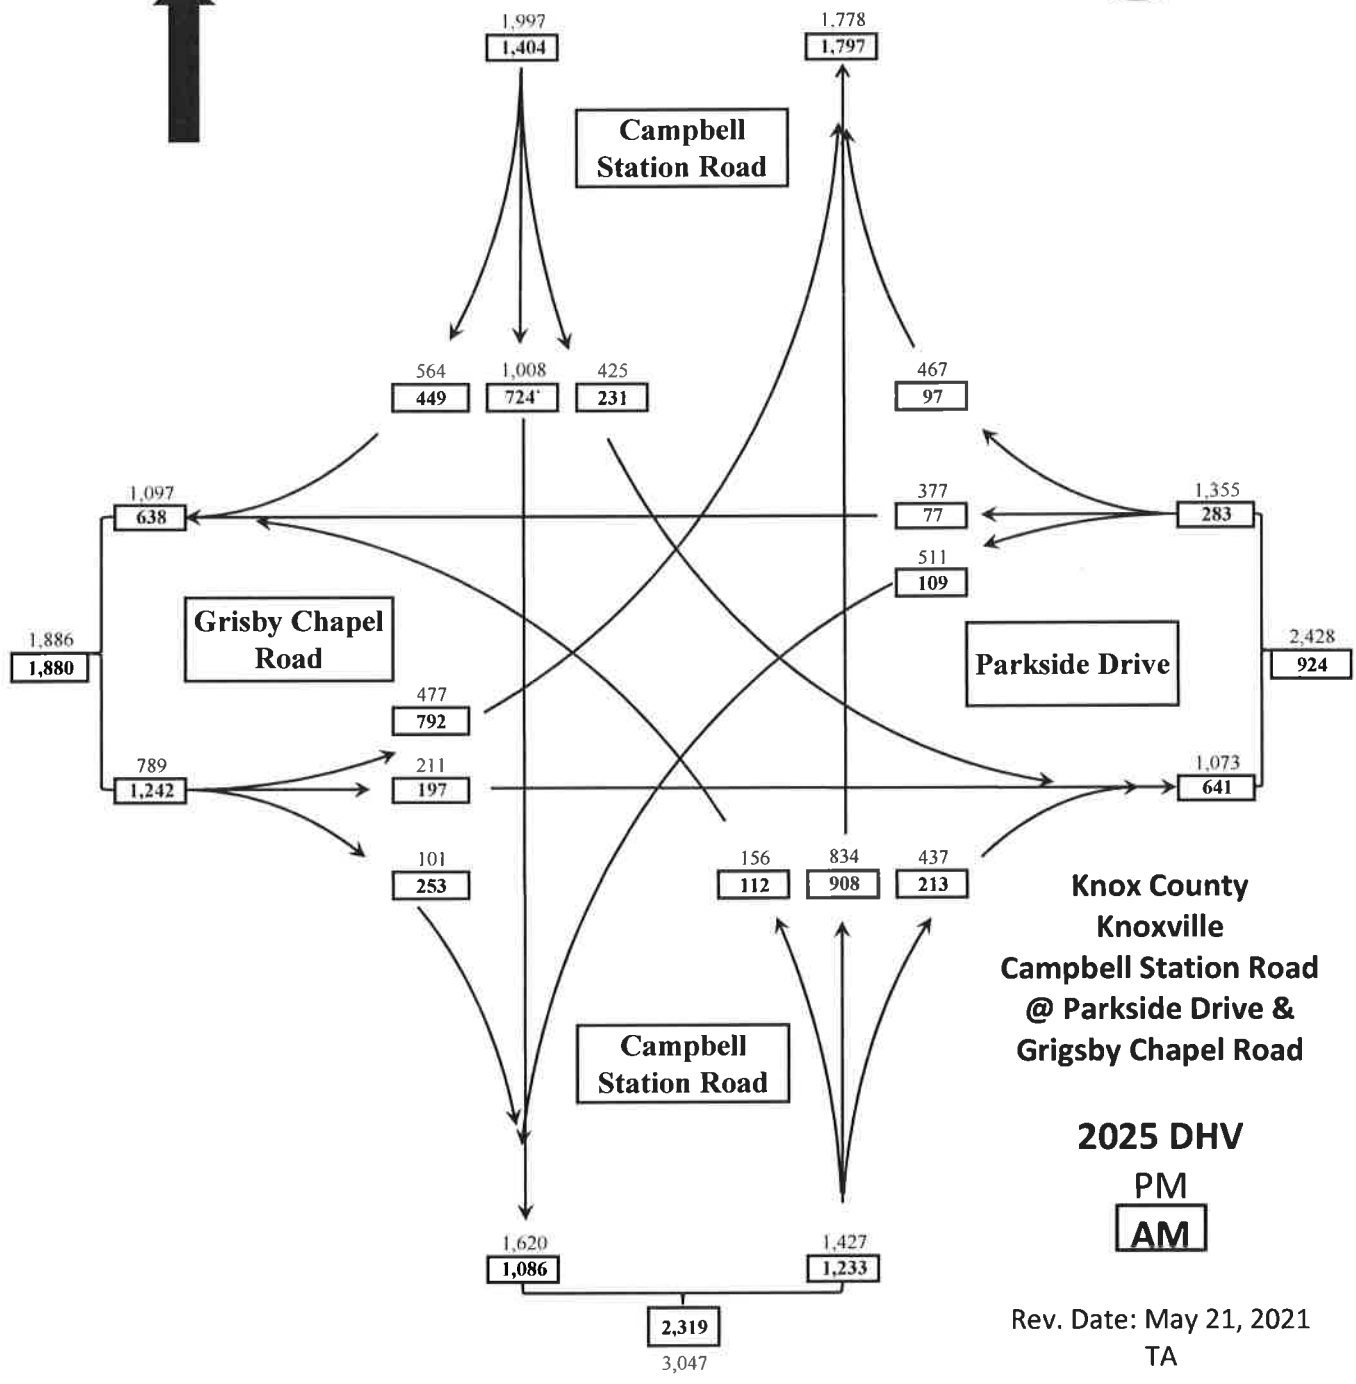 1,997
1,778
1,404
1,797
Campbell
Station Road
564
1,008
425
467
449
724
231
97
1,097
377
1,355
638
77
283
511
109
Grisby Chapel
Road
1,886
1,880
Parkside Drive
2,428
924
477
792
789
211
1,073
1,242
197
641
101
156
834
437
253
112
908
213
Knox County
Knoxville
Campbell Station Road
@ Parkside Drive &
Grigsby Chapel Road
Campbell
Station Road
2025 DHV
PM
AM
1,620
1,427
1,086
1,233
2,319
3,047
Rev. Date: May 21, 2021
TA